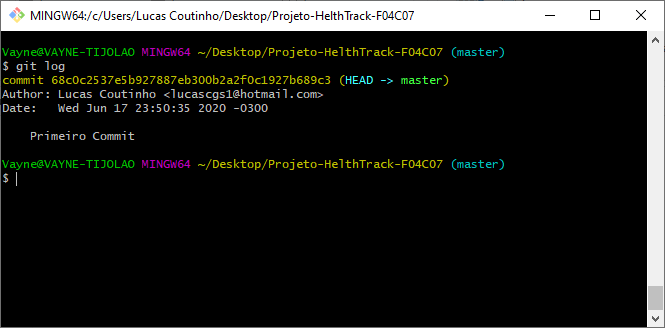 MINGW64:/c/Users/Lucas Coutinho/Desktop/Projeto-HelthTrack-F04C07
Vayne@VAYNE-TIJOLAO MINGW64 ~/Desktop/Projeto-HelthTrack-F04C07 (master)
$ git log
commit 68c0c2537e5b927887eb300b2a2f0c1927b689c3 (HEAD -> master)
Author: Lucas Coutinho <lucascgs1@hotmail.com>
Date:   Wed Jun 17 23:50:35 2020 -0300
    Primeiro Commit
Vayne@VAYNE-TIJOLAO MINGW64 ~/Desktop/Projeto-HelthTrack-F04C07 (master)
$